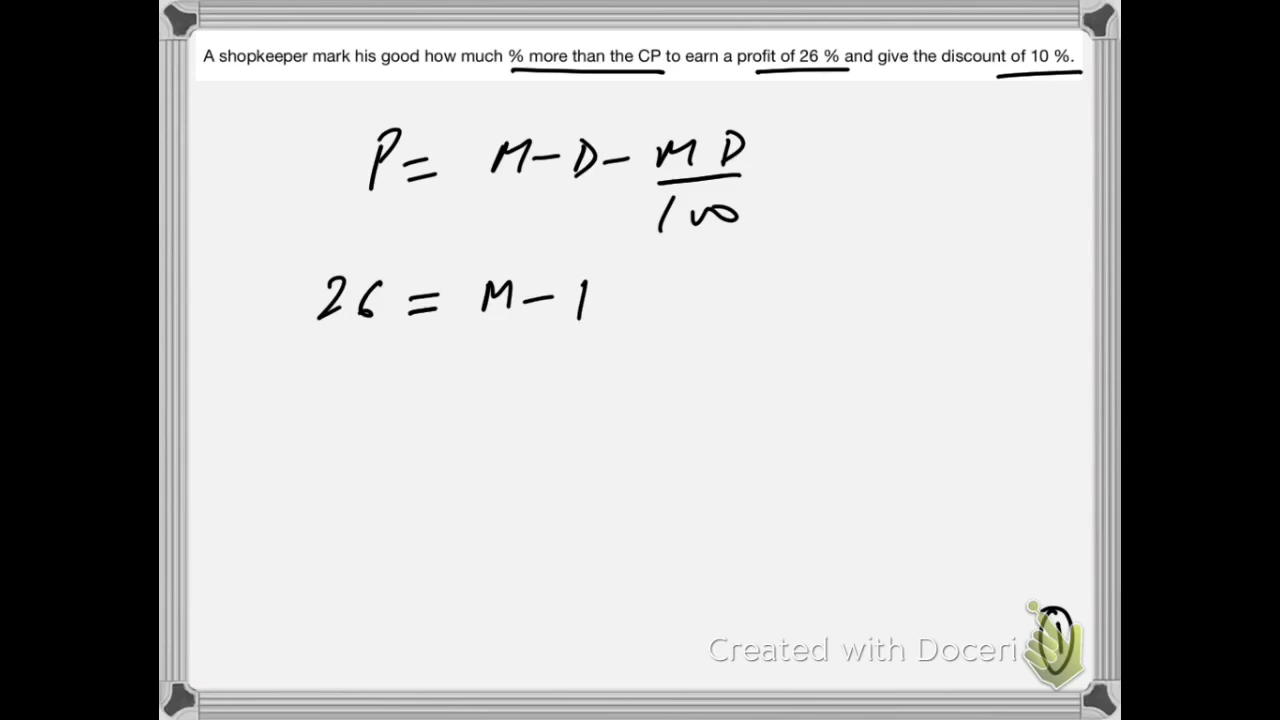 A shopkeeper mark his good how much % more than the CP to earn a profit of 26 % and give the discount of 10 %.
P = M - D - MD/100
26 = M - 1
Created with Doceri